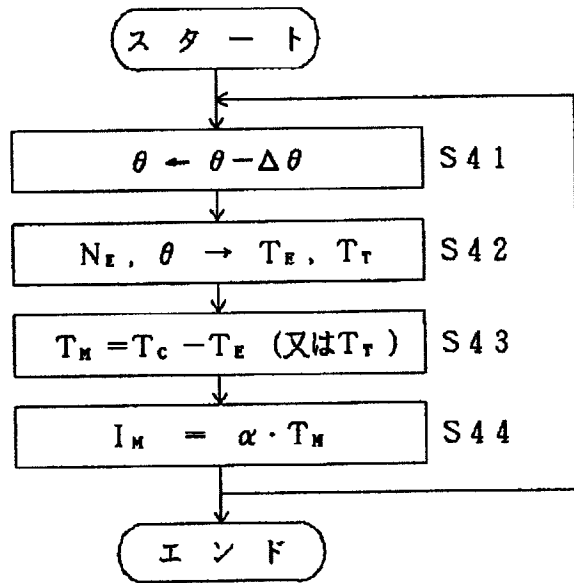 スタート
θ ← θ−Δθ S41
N_E, θ → T_E, T_T S42
T_M=T_C−T_E (又はT_T) S43
I_M = α・T_M S44
エンド